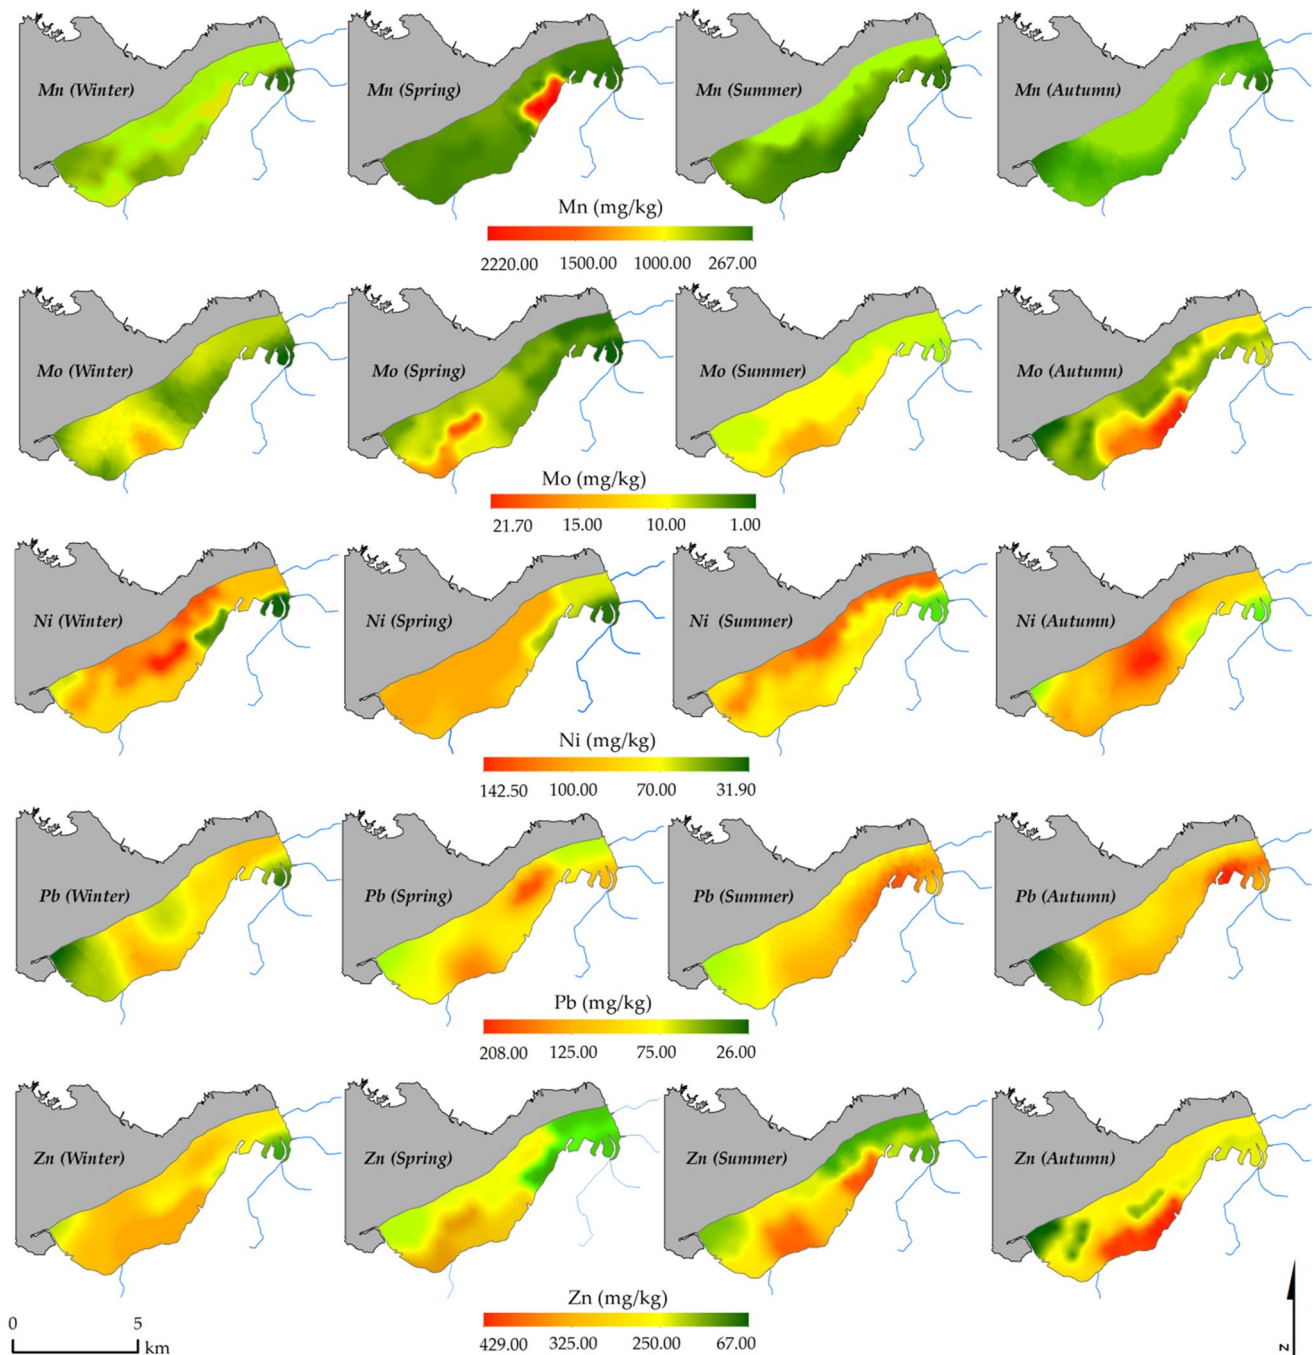 Mn (Winter) Mn (Spring) Mn (Summer) Mn (Autumn)
Mn (mg/kg)
2220.00 1500.00 1000.00 267.00
Mo (Winter) Mo (Spring) Mo (Summer) Mo (Autumn)
Mo (mg/kg)
21.70 15.00 10.00 1.00
Ni (Winter) Ni (Spring) Ni (Summer) Ni (Autumn)
Ni (mg/kg)
142.50 100.00 70.00 31.90
Pb (Winter) Pb (Spring) Pb (Summer) Pb (Autumn)
Pb (mg/kg)
208.00 125.00 75.00 26.00
Zn (Winter) Zn (Spring) Zn (Summer) Zn (Autumn)
Zn (mg/kg)
429.00 325.00 250.00 67.00
0 5
km
N